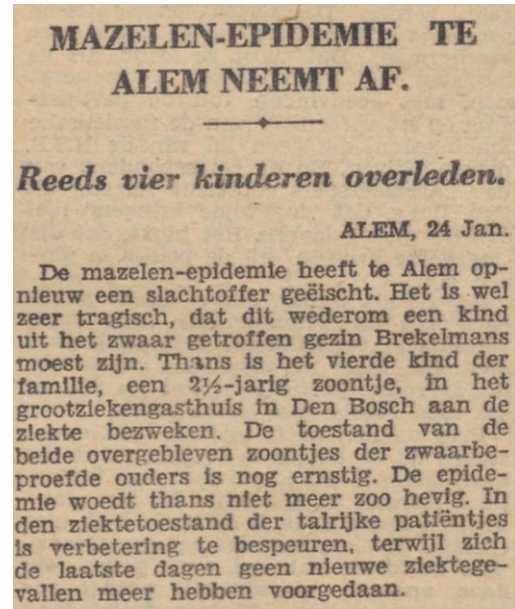 MAZELEN-EPIDEMIE TE
ALEM NEEMT AF.
Reeds vier kinderen overleden.
ALEM, 24 Jan.
De mazelen-epidemie heeft te Alem op-
nieuw een slachtoffer geëischt. Het is wel
zeer tragisch, dat dit wederom een kind
uit het zwaar getroffen gezin Brekelmans
moest zijn. Thans is het vierde kind der
familie, een 2½-jarig zoontje, in het
grootziekengasthuis in Den Bosch aan de
ziekte bezweken. De toestand van de
beide overgebleven zoontjes der zwaarbe-
proefde ouders is nog ernstig. De epide-
mie woedt thans niet meer zoo hevig. In
den ziektetoestand der talrijke patiëntjes
is verbetering te bespeuren, terwijl zich
de laatste dagen geen nieuwe ziektege-
vallen meer hebben voorgedaan.